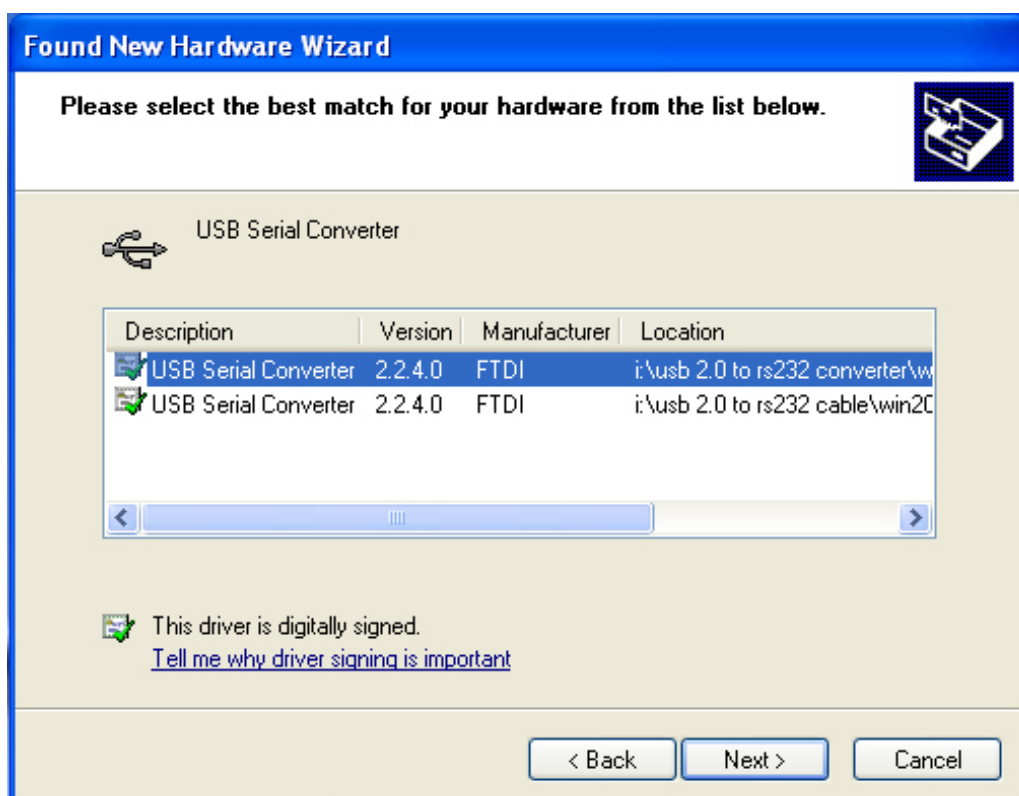 Found New Hardware Wizard
Please select the best match for your hardware from the list below.
USB Serial Converter
Description Version Manufacturer Location
USB Serial Converter 2.2.4.0 FTDI i:\usb 2.0 to rs232 converter\w
USB Serial Converter 2.2.4.0 FTDI i:\usb 2.0 to rs232 cable\win20
This driver is digitally signed.
Tell me why driver signing is important
< Back Next > Cancel